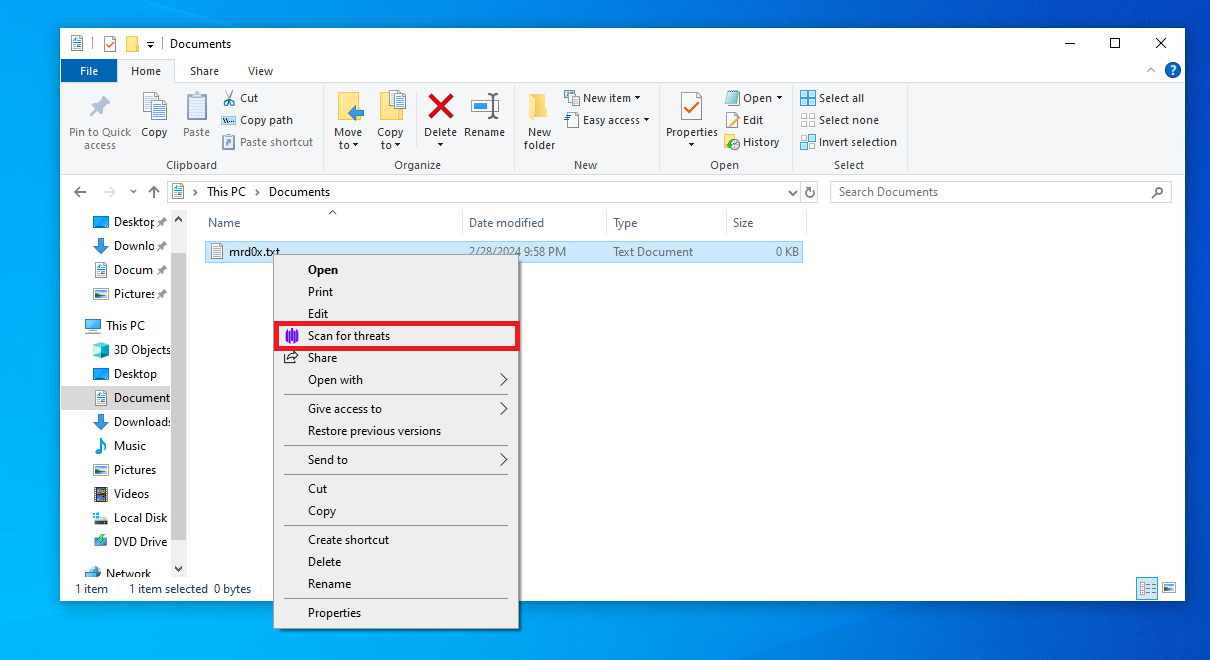 Documents
File Home Share View
Pin to Quick access
Copy
Paste
Cut
Copy path
Paste shortcut
Clipboard
Move to
Copy to
Delete
Rename
Organize
New folder
New item
Easy access
New
Properties
Open
Edit
History
Open
Select all
Select none
Invert selection
Select
This PC > Documents
Search Documents
Name Date modified Type Size
mrd0x.txt 2/28/2024 9:58 PM Text Document 0 KB
Desktop
Downlo
Docum
Pictures
This PC
3D Objects
Desktop
Document
Downloads
Music
Pictures
Videos
Local Disk
DVD Drive
Network
Open
Print
Edit
Scan for threats
Share
Open with
Give access to
Restore previous versions
Send to
Cut
Copy
Create shortcut
Delete
Rename
Properties
1 item 1 item selected 0 bytes